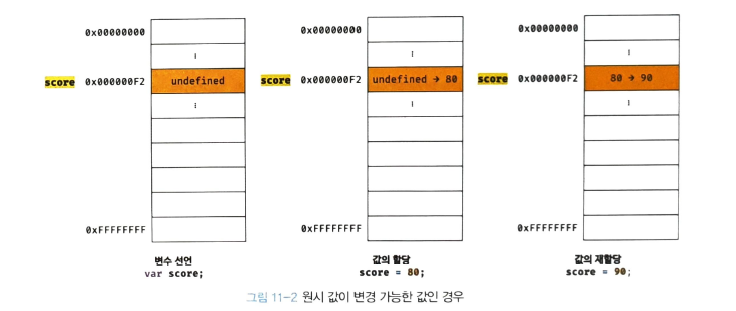 0x00000000
⋮
score 0x000000F2 undefined
⋮
0xFFFFFFFF
변수 선언
var score;
0x00000000
⋮
score 0x000000F2 undefined → 80
⋮
0xFFFFFFFF
값의 할당
score = 80;
0x00000000
⋮
score 0x000000F2 80 → 90
⋮
0xFFFFFFFF
값의 재할당
score = 90;
그림 11-2 원시 값이 변경 가능한 값인 경우